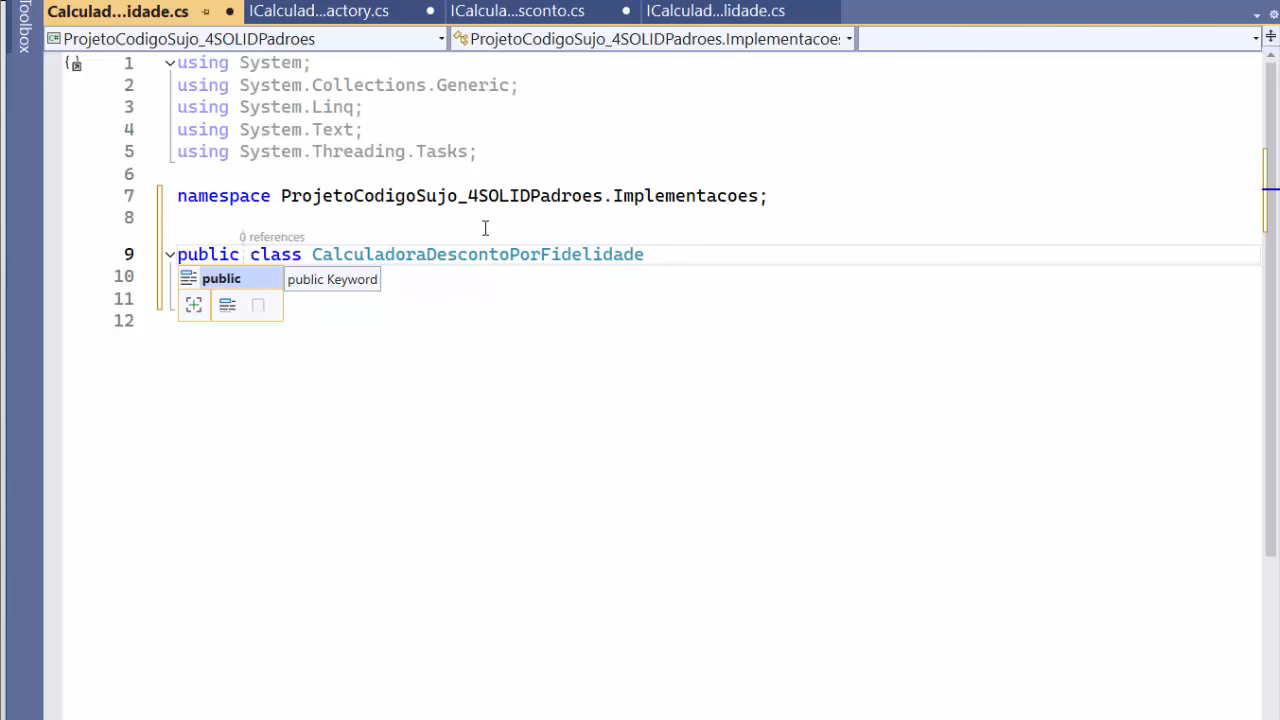 Toolbox
Calculad...idade.cs
ICalculad...actory.cs
ICalcula...sconto.cs
ICalculad...lidade.cs
ProjetoCodigoSujo_4SOLIDPadroes
ProjetoCodigoSujo_4SOLIDPadroes.Implementacoe
1 using System;
2 using System.Collections.Generic;
3 using System.Linq;
4 using System.Text;
5 using System.Threading.Tasks;
6
7 namespace ProjetoCodigoSujo_4SOLIDPadroes.Implementacoes;
8
0 references
9 public class CalculadoraDescontoPorFidelidade
10
public
public Keyword
11
12